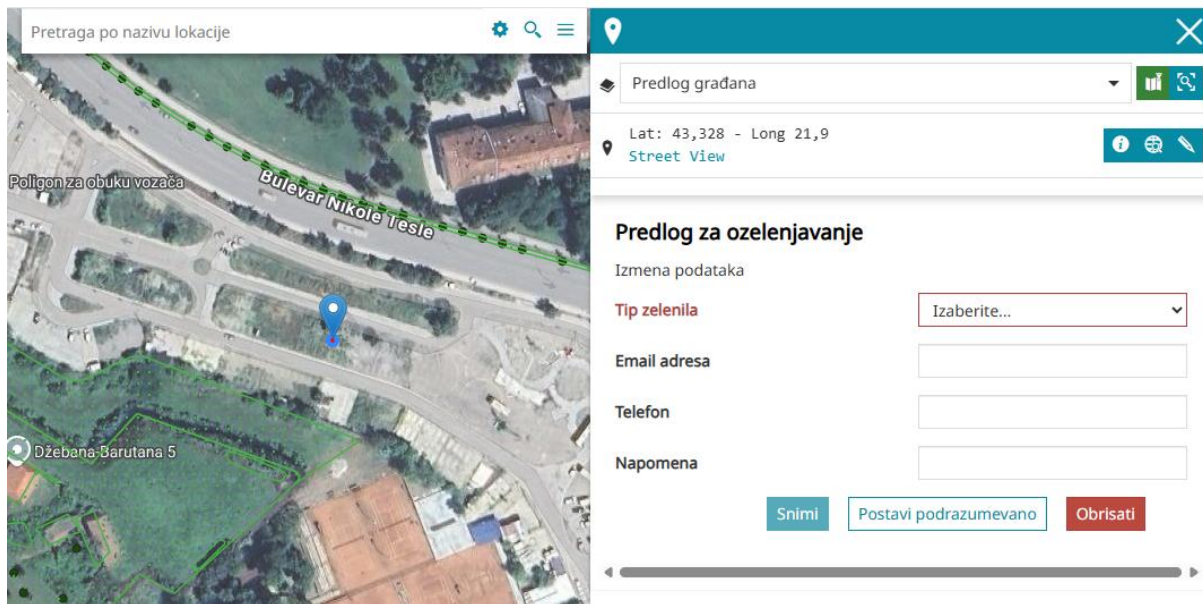 Pretraga po nazivu lokacije
Poligon za obuku vozača
Bulevar Nikole Tesle
Džebana-Barutana 5
Predlog građana
Lat: 43,328 - Long 21,9
Street View
Predlog za ozelenjavanje
Izmena podataka
Tip zelenila
Izaberite...
Email adresa
Telefon
Napomena
Snimi
Postavi podrazumevano
Obrisati